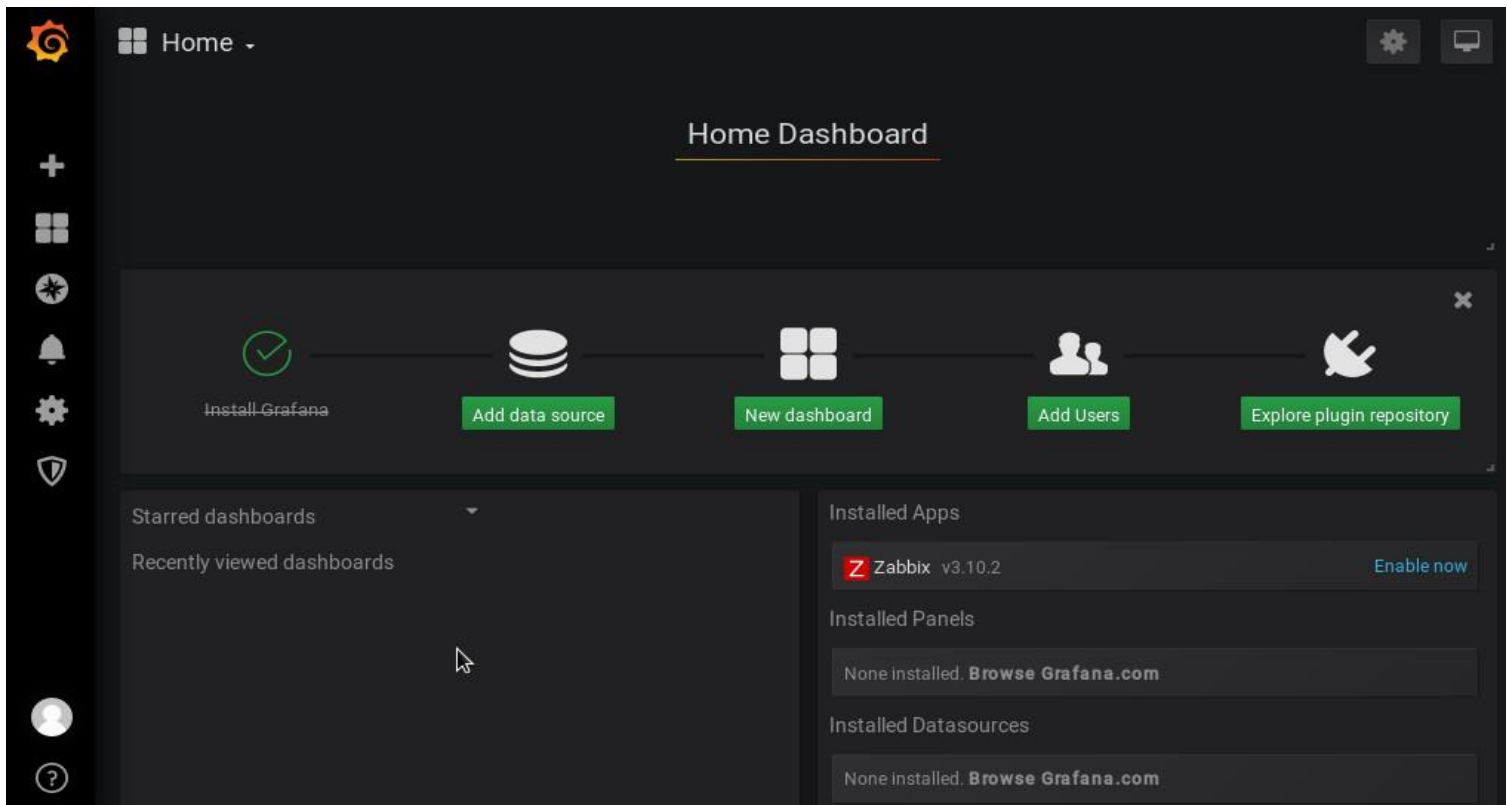 Home
Home Dashboard
Install Grafana
Add data source
New dashboard
Add Users
Explore plugin repository
Starred dashboards
Recently viewed dashboards
Installed Apps
Z Zabbix v3.10.2 Enable now
Installed Panels
None installed. Browse Grafana.com
Installed Datasources
None installed. Browse Grafana.com